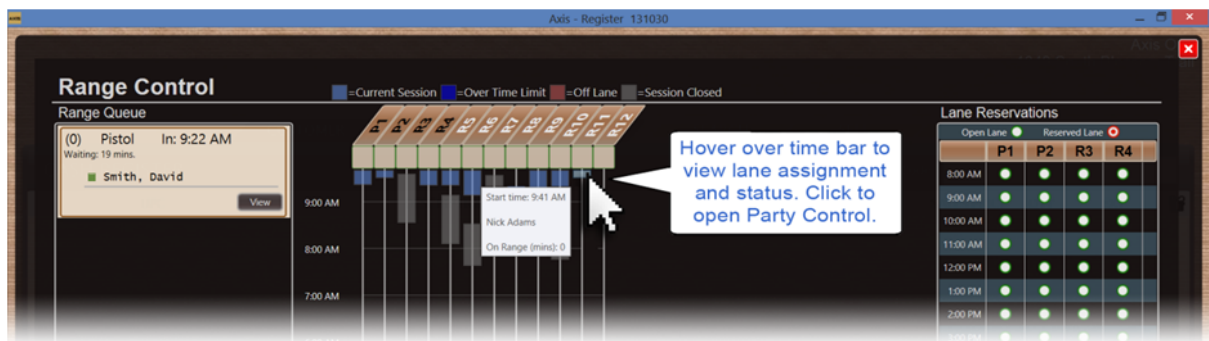 AXIS
Axis - Register 131030
Range Control
=Current Session =Over Time Limit =Off Lane =Session Closed
Range Queue
(0) Pistol In: 9:22 AM
Waiting: 19 mins.
Smith, David
View
P1 P2 R3 R4 R5 R6 R7 R8 R9 R10 R11 R12
9:00 AM
8:00 AM
7:00 AM
Start time: 9:41 AM
Nick Adams
On Range (mins): 0
Hover over time bar to
view lane assignment
and status. Click to
open Party Control.
Lane Reservations
Open Lane Reserved Lane
P1 P2 R3 R4
8:00 AM
9:00 AM
10:00 AM
11:00 AM
12:00 PM
1:00 PM
2:00 PM
3:00 PM